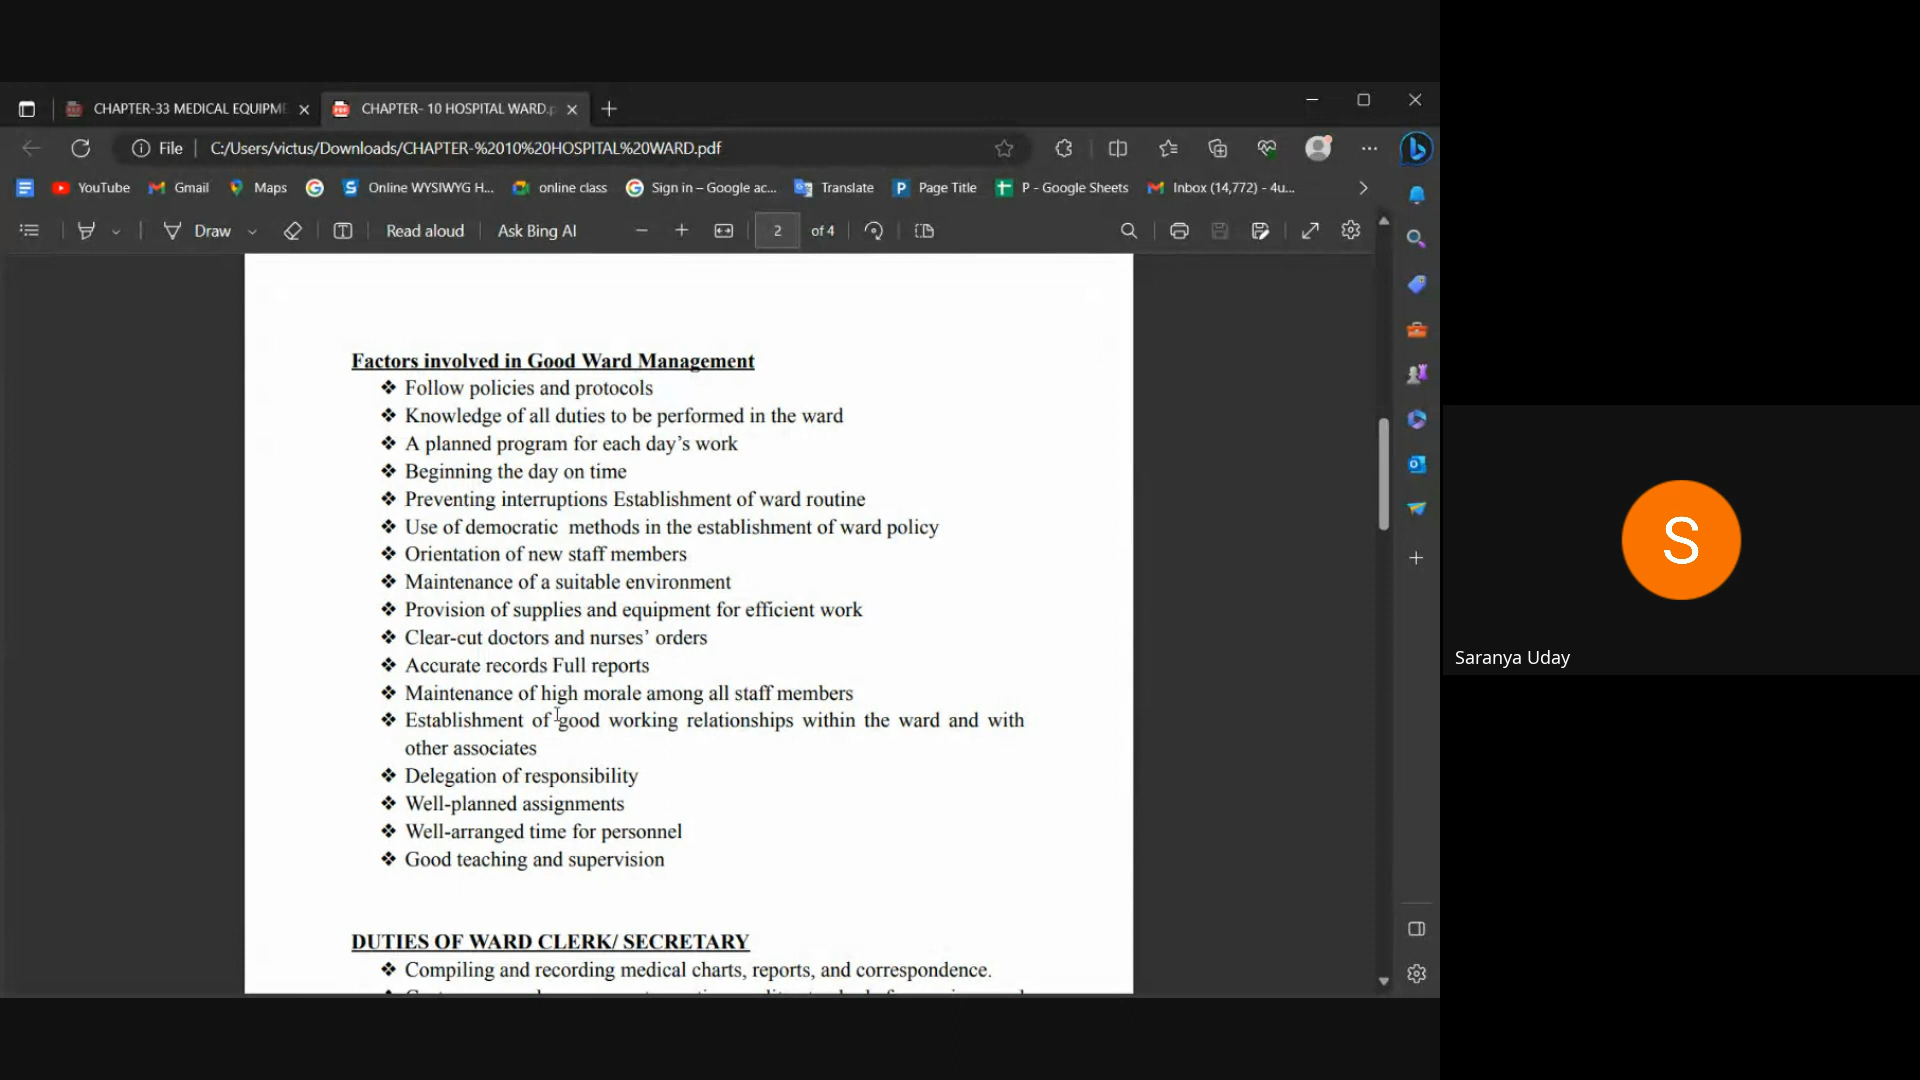 CHAPTER-33 MEDICAL EQUIPME
CHAPTER- 10 HOSPITAL WARD.p
File
C:/Users/victus/Downloads/CHAPTER-%2010%20HOSPITAL%20WARD.pdf
YouTube
Gmail
Maps
Online WYSIWYG H...
online class
Sign in – Google ac...
Translate
Page Title
P - Google Sheets
Inbox (14,772) - 4u...
Draw
Read aloud
Ask Bing AI
2
of 4
Factors involved in Good Ward Management
❖ Follow policies and protocols
❖ Knowledge of all duties to be performed in the ward
❖ A planned program for each day’s work
❖ Beginning the day on time
❖ Preventing interruptions Establishment of ward routine
❖ Use of democratic methods in the establishment of ward policy
❖ Orientation of new staff members
❖ Maintenance of a suitable environment
❖ Provision of supplies and equipment for efficient work
❖ Clear-cut doctors and nurses’ orders
❖ Accurate records Full reports
❖ Maintenance of high morale among all staff members
❖ Establishment of good working relationships within the ward and with
other associates
❖ Delegation of responsibility
❖ Well-planned assignments
❖ Well-arranged time for personnel
❖ Good teaching and supervision
DUTIES OF WARD CLERK/ SECRETARY
❖ Compiling and recording medical charts, reports, and correspondence.
S
Saranya Uday